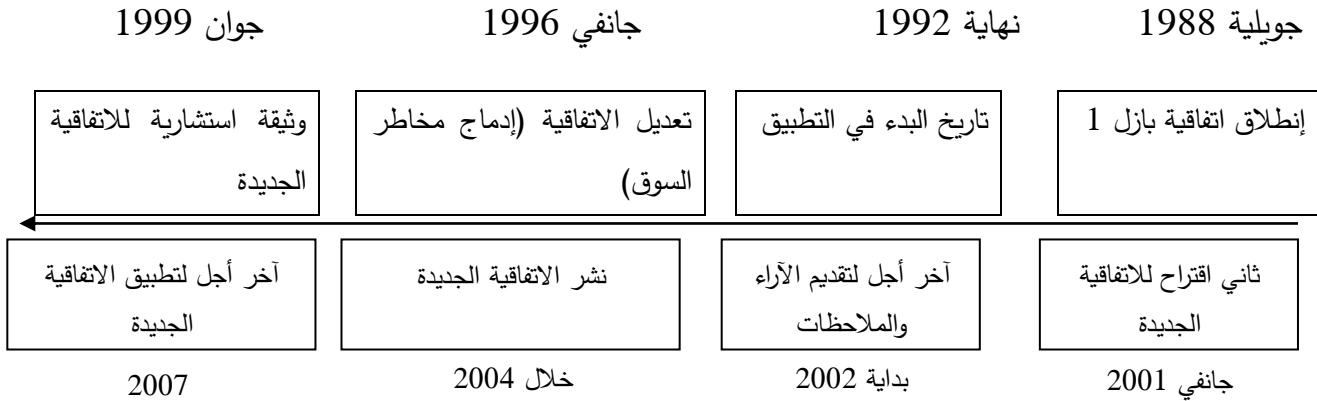 جويلية 1988
نهاية 1992
جانفي 1996
جوان 1999
إنطلاق اتفاقية بازل 1
تاريخ البدء في التطبيق
تعديل الاتفاقية (إدماج مخاطر
السوق)
وثيقة استشارية للاتفاقية
الجديدة
ثاني اقتراح للاتفاقية
الجديدة
آخر أجل لتقديم الآراء
والملاحظات
نشر الاتفاقية الجديدة
آخر أجل لتطبيق الاتفاقية
الجديدة
جانفي 2001
بداية 2002
خلال 2004
2007